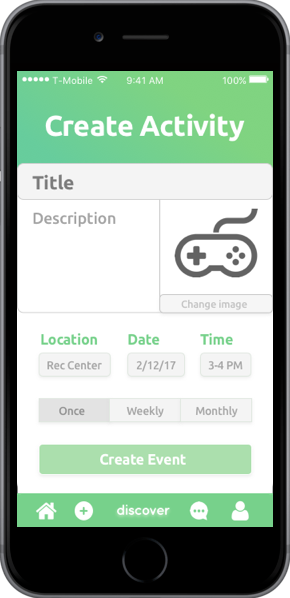 T-Mobile 9:41 AM 100%
Create Activity
Title
Description
Change image
Location Date Time
Rec Center 2/12/17 3-4 PM
Once Weekly Monthly
Create Event
discover